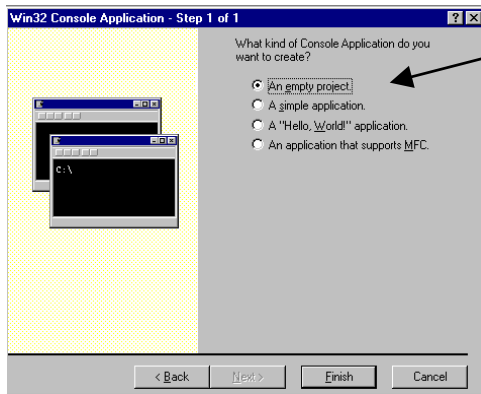 Win32 Console Application - Step 1 of 1
What kind of Console Application do you
want to create?
An empty project.
A simple application.
A "Hello, World!" application.
An application that supports MFC.
C:\
< Back
Next >
Finish
Cancel